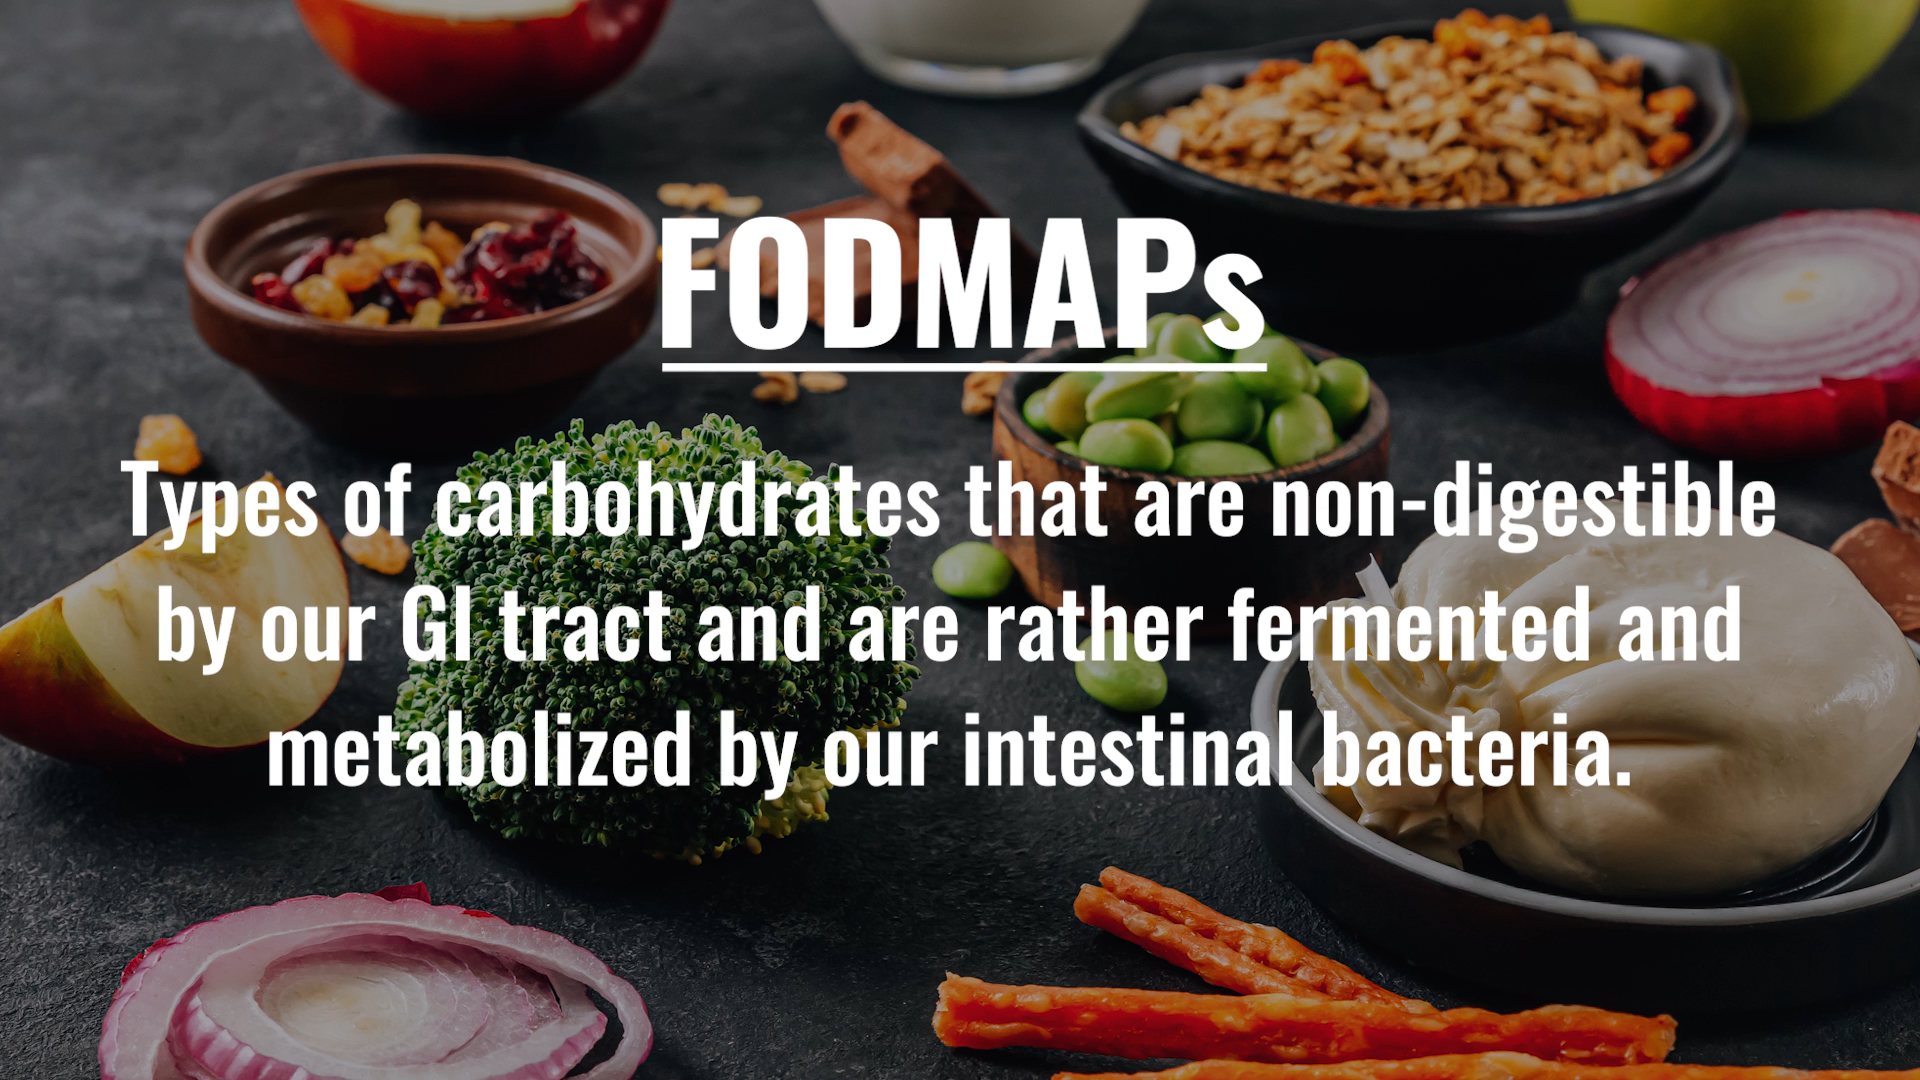 FODMAPs
Types of carbohydrates that are non-digestible
by our GI tract and are rather fermented and
metabolized by our intestinal bacteria.